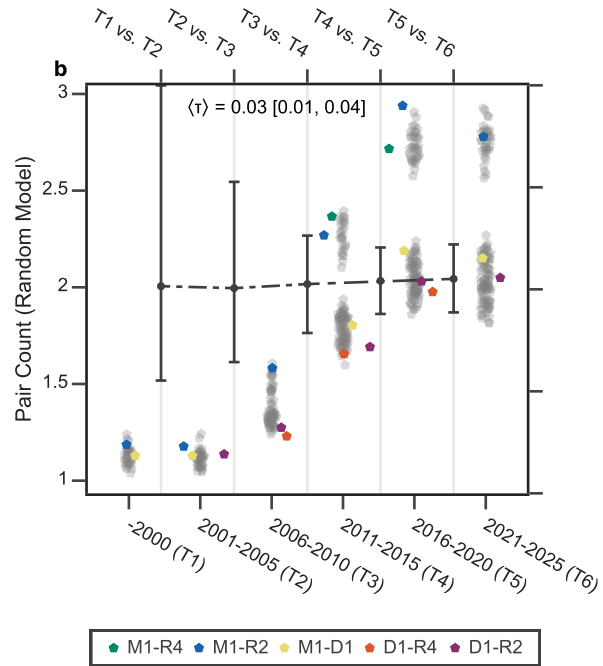 T1 vs. T2
T2 vs. T3
T3 vs. T4
T4 vs. T5
T5 vs. T6
b
⟨τ⟩ = 0.03 [0.01, 0.04]
Pair Count (Random Model)
3
2.5
2
1.5
1
-2000 (T1)
2001-2005 (T2)
2006-2010 (T3)
2011-2015 (T4)
2016-2020 (T5)
2021-2025 (T6)
M1-R4 M1-R2 M1-D1 D1-R4 D1-R2